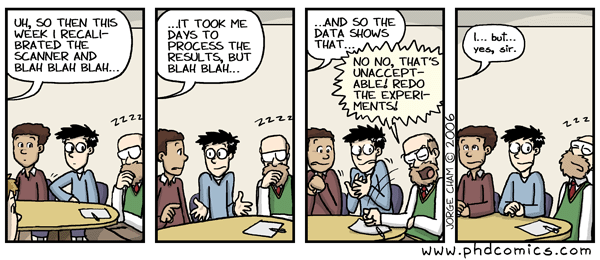 UH, SO THEN THIS
WEEK I RECALI-
BRATED THE
SCANNER AND
BLAH BLAH BLAH...
ZZZZ
...IT TOOK ME
DAYS TO
PROCESS THE
RESULTS, BUT
BLAH BLAH...
ZZZZ
...AND SO THE
DATA SHOWS
THAT...
NO NO, THAT'S
UNACCEPT-
ABLE! REDO
THE EXPERI-
MENTS!
JORGE CHAM © 2006
I... but...
yes, sir.
zzz
www.phdcomics.com